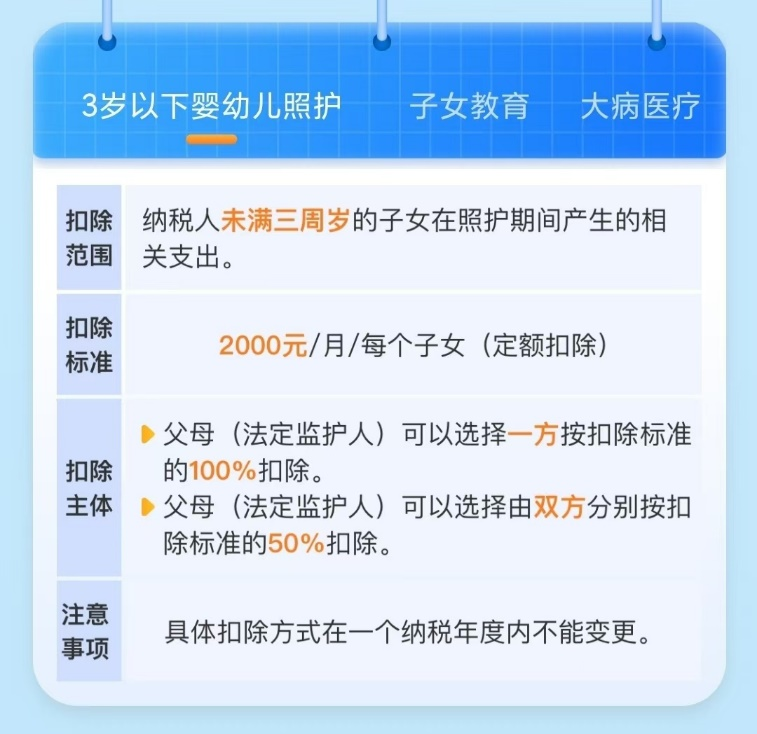 3岁以下婴幼儿照护 子女教育 大病医疗
扣除
范围
纳税人未满三周岁的子女在照护期间产生的相
关支出。
扣除
标准
2000元/月/每个子女（定额扣除）
扣除
主体
父母（法定监护人）可以选择一方按扣除标准
的100%扣除。
父母（法定监护人）可以选择由双方分别按扣
除标准的50%扣除。
注意
事项
具体扣除方式在一个纳税年度内不能变更。